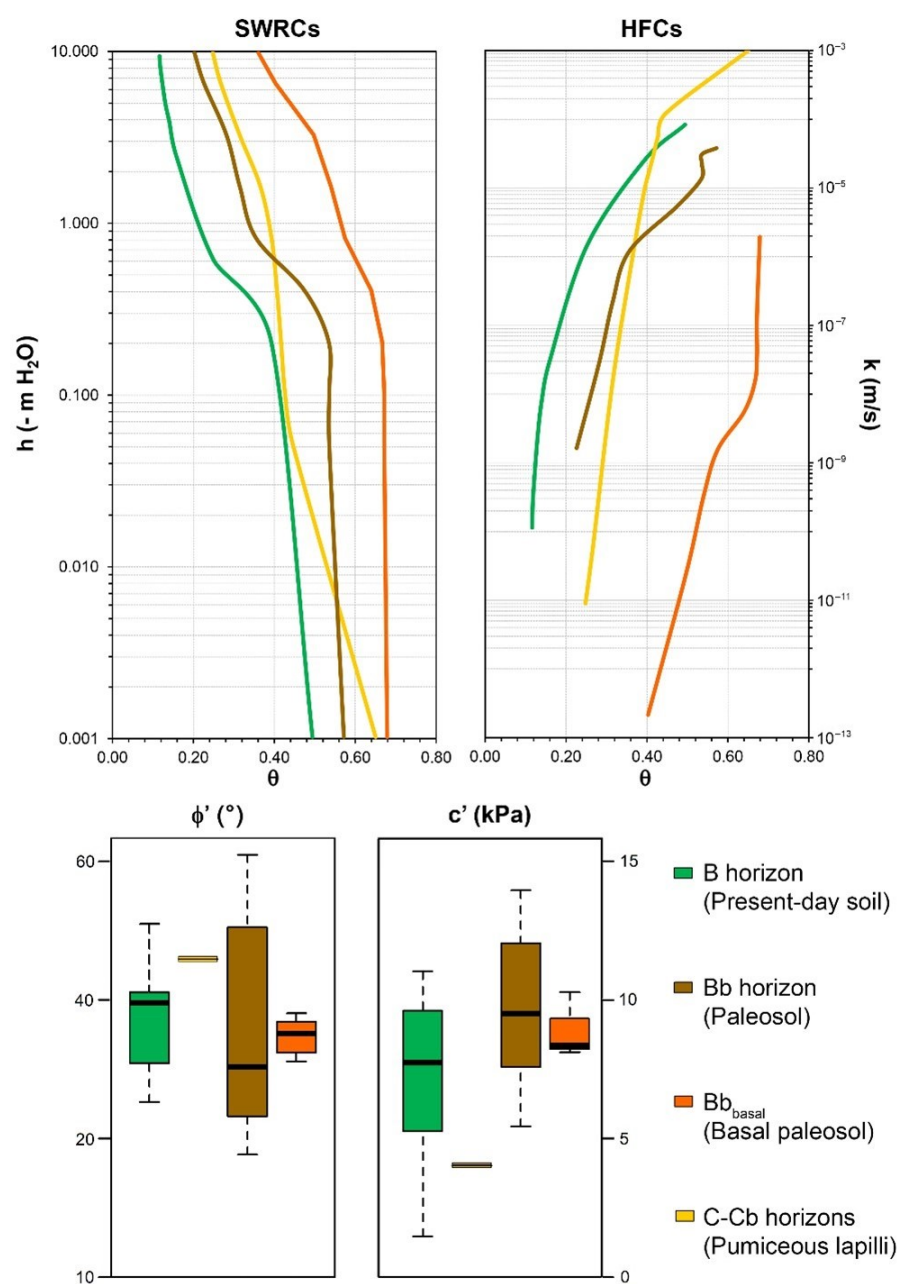 SWRCs
HFCs
10.000
1.000
0.100
0.010
0.001
h (- m H₂O)
0.00 0.20 0.40 0.60 0.80
θ
10⁻³
10⁻⁵
10⁻⁷
10⁻⁹
10⁻¹¹
10⁻¹³
k (m/s)
0.00 0.20 0.40 0.60 0.80
θ
ϕ’ (°)
60
40
20
10
c’ (kPa)
15
10
5
0
B horizon
(Present-day soil)
Bb horizon
(Paleosol)
Bb_basal
(Basal paleosol)
C-Cb horizons
(Pumiceous lapilli)